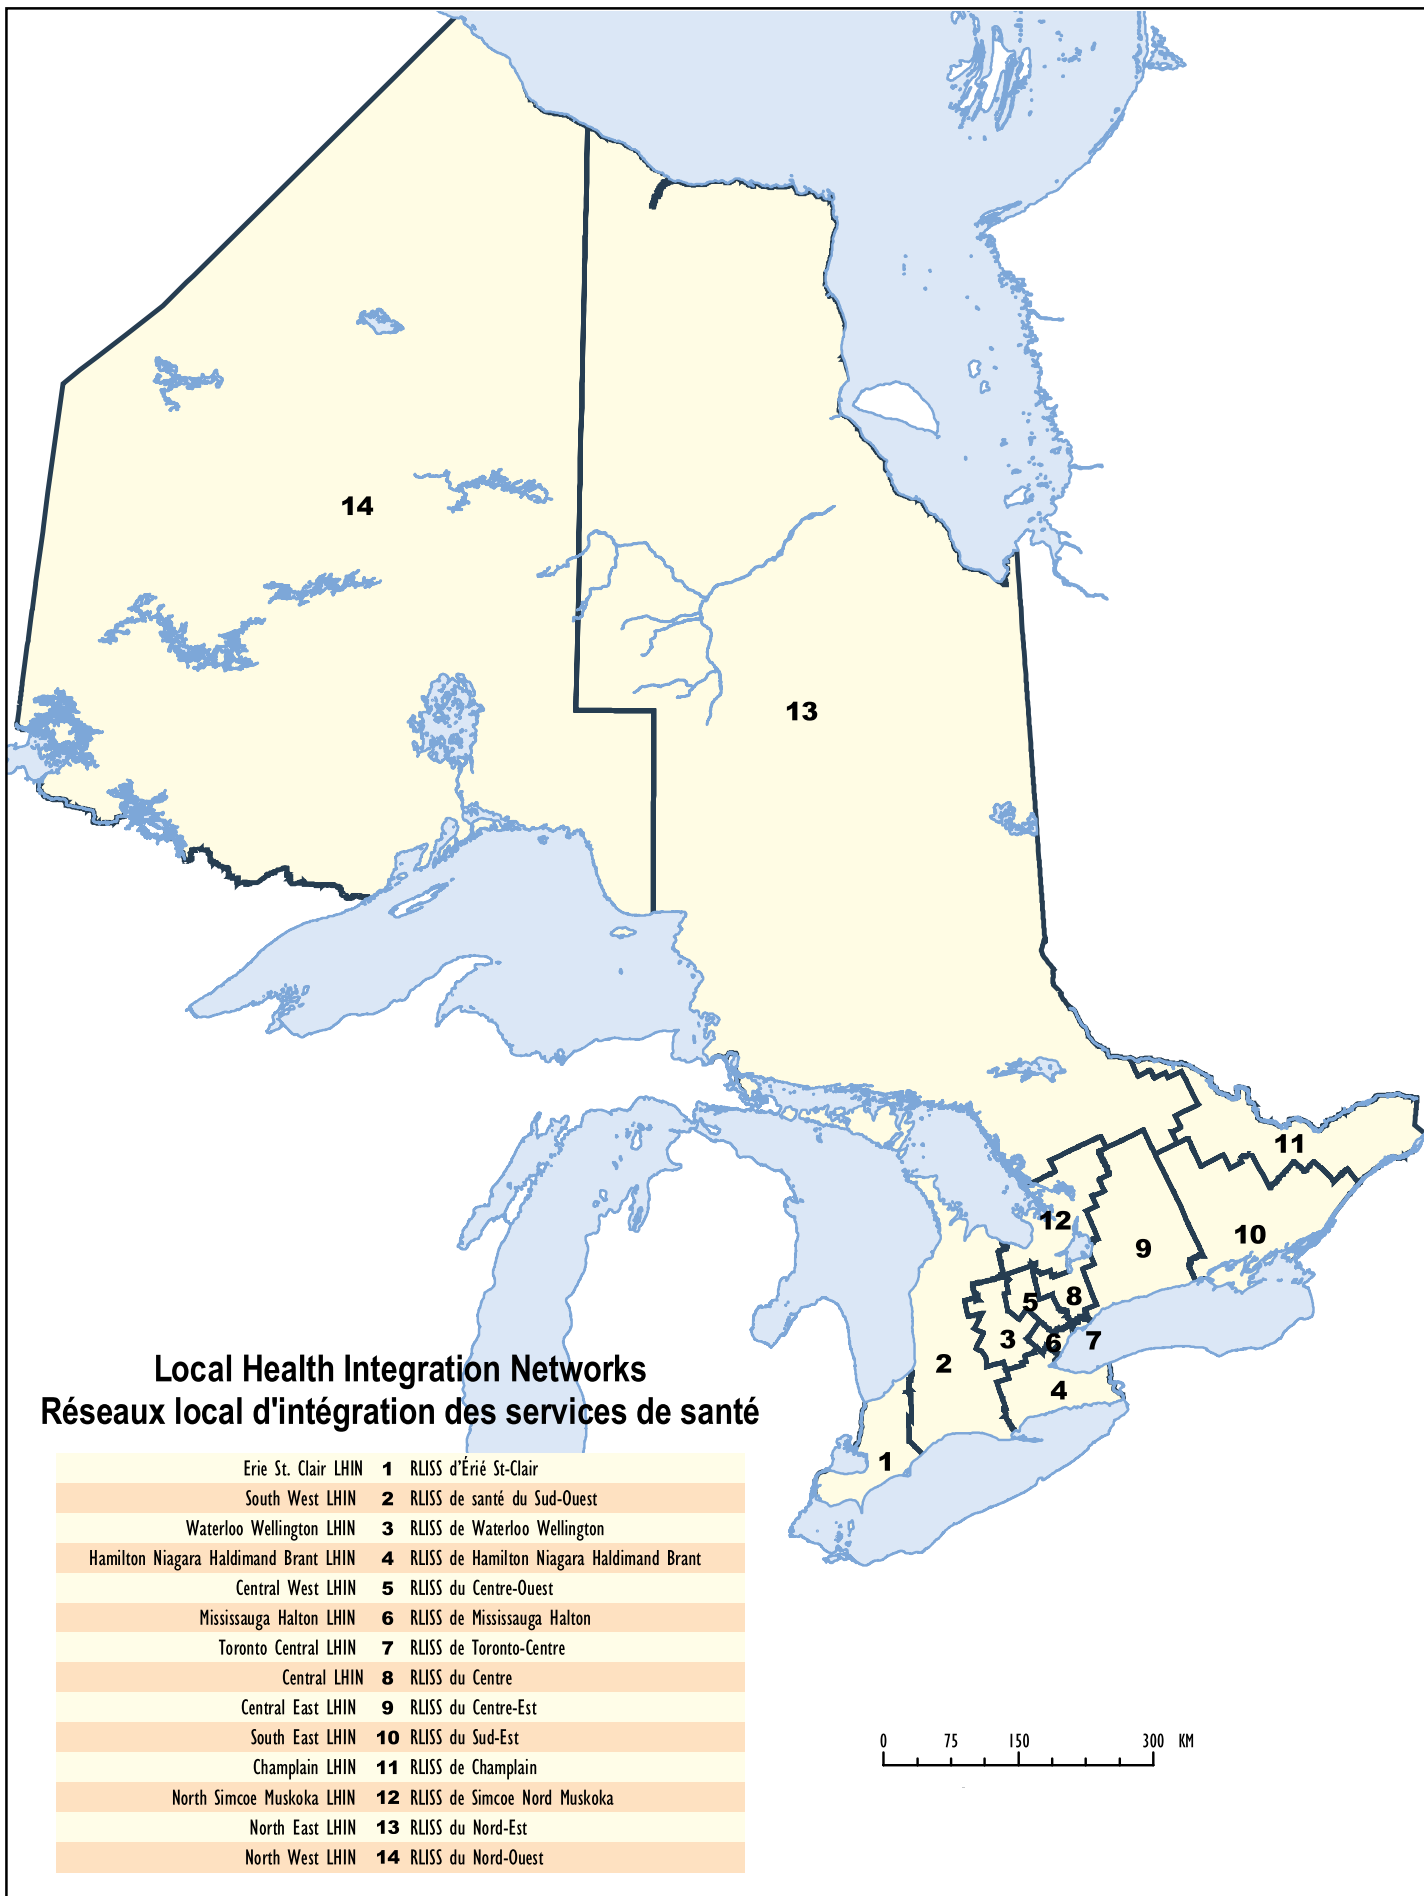 14
13
11
12
10
9
5
8
3
6
7
2
4
1
Local Health Integration Networks
Réseaux local d'intégration des services de santé
Erie St. Clair LHIN 1 RLISS d'Érié St-Clair
South West LHIN 2 RLISS de santé du Sud-Ouest
Waterloo Wellington LHIN 3 RLISS de Waterloo Wellington
Hamilton Niagara Haldimand Brant LHIN 4 RLISS de Hamilton Niagara Haldimand Brant
Central West LHIN 5 RLISS du Centre-Ouest
Mississauga Halton LHIN 6 RLISS de Mississauga Halton
Toronto Central LHIN 7 RLISS de Toronto-Centre
Central LHIN 8 RLISS du Centre
Central East LHIN 9 RLISS du Centre-Est
South East LHIN 10 RLISS du Sud-Est
Champlain LHIN 11 RLISS de Champlain
North Simcoe Muskoka LHIN 12 RLISS de Simcoe Nord Muskoka
North East LHIN 13 RLISS du Nord-Est
North West LHIN 14 RLISS du Nord-Ouest
0 75 150 300 KM